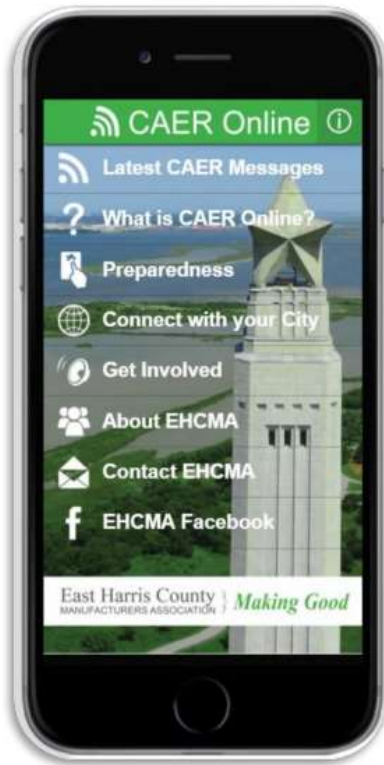 CAER Online
Latest CAER Messages
What is CAER Online?
Preparedness
Connect with your City
Get Involved
About EHCMA
Contact EHCMA
EHCMA Facebook
East Harris County
MANUFACTURERS ASSOCIATION
Making Good